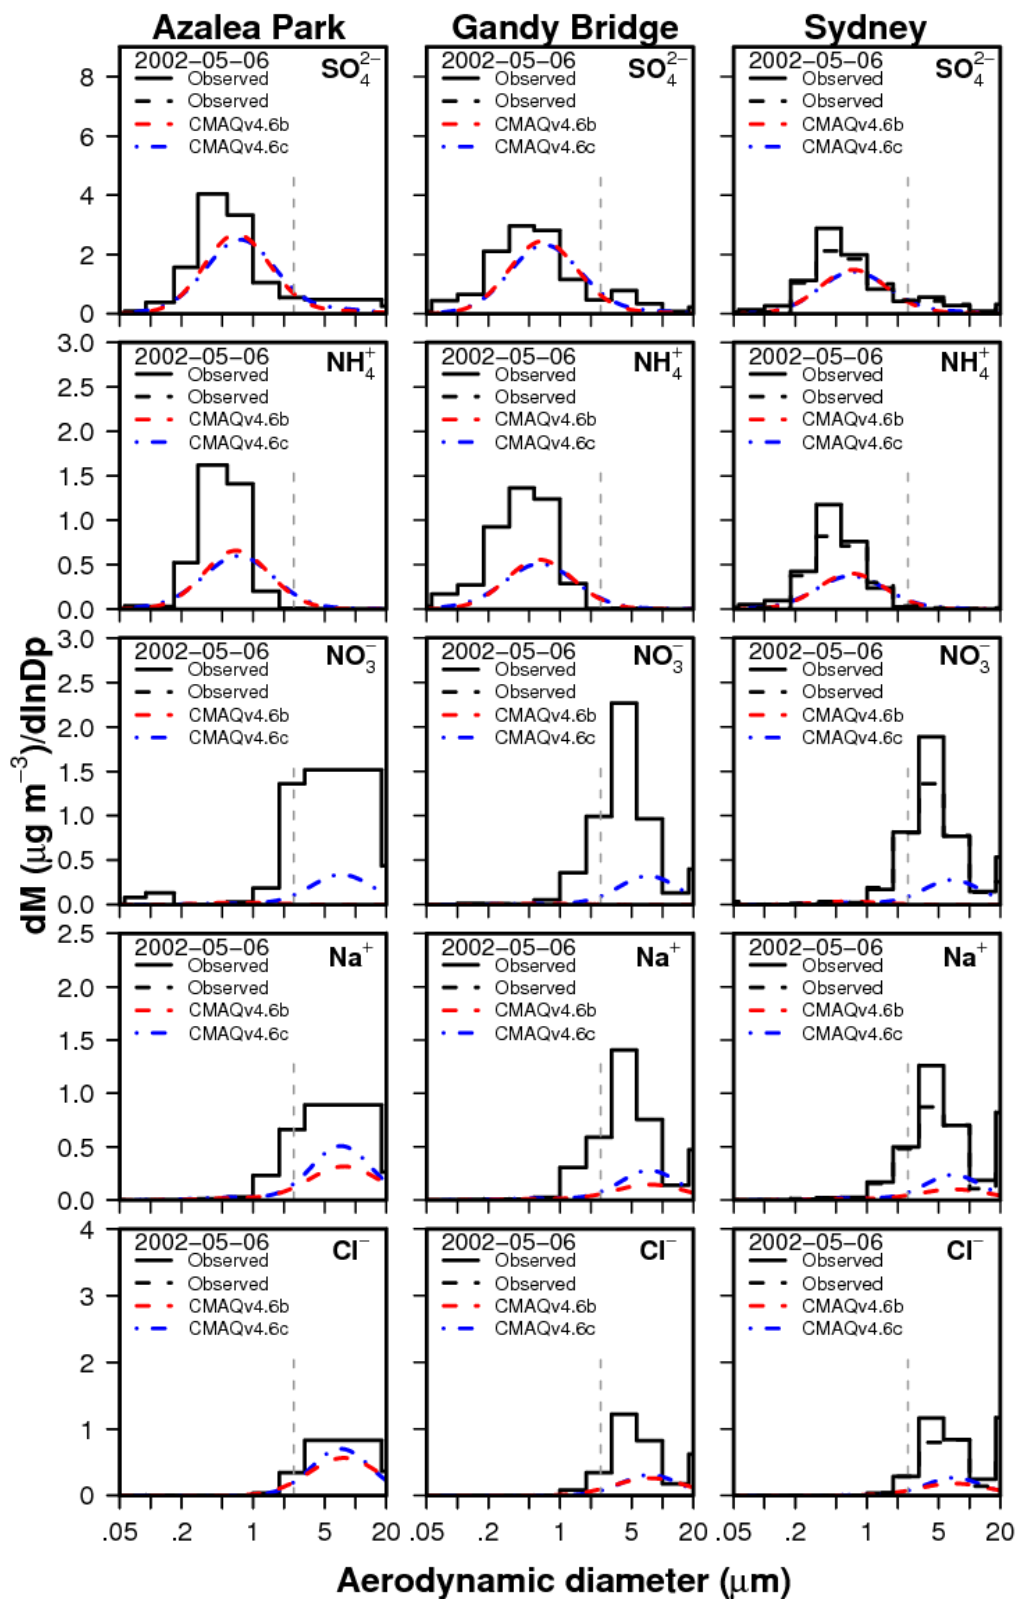 Azalea Park Gandy Bridge Sydney
2002−05−06 SO₄²⁻ 2002−05−06 SO₄²⁻ 2002−05−06 SO₄²⁻
Observed Observed Observed
Observed Observed Observed
CMAQv4.6b CMAQv4.6b CMAQv4.6b
CMAQv4.6c CMAQv4.6c CMAQv4.6c
8
6
4
2
0
2002−05−06 NH₄⁺ 2002−05−06 NH₄⁺ 2002−05−06 NH₄⁺
Observed Observed Observed
Observed Observed Observed
CMAQv4.6b CMAQv4.6b CMAQv4.6b
CMAQv4.6c CMAQv4.6c CMAQv4.6c
3.0
2.5
2.0
1.5
1.0
0.5
0.0
dM (μg m⁻³)/dlnDp
2002−05−06 NO₃⁻ 2002−05−06 NO₃⁻ 2002−05−06 NO₃⁻
Observed Observed Observed
Observed Observed Observed
CMAQv4.6b CMAQv4.6b CMAQv4.6b
CMAQv4.6c CMAQv4.6c CMAQv4.6c
3.0
2.5
2.0
1.5
1.0
0.5
0.0
2002−05−06 Na⁺ 2002−05−06 Na⁺ 2002−05−06 Na⁺
Observed Observed Observed
Observed Observed Observed
CMAQv4.6b CMAQv4.6b CMAQv4.6b
CMAQv4.6c CMAQv4.6c CMAQv4.6c
2.5
2.0
1.5
1.0
0.5
0.0
2002−05−06 Cl⁻ 2002−05−06 Cl⁻ 2002−05−06 Cl⁻
Observed Observed Observed
Observed Observed Observed
CMAQv4.6b CMAQv4.6b CMAQv4.6b
CMAQv4.6c CMAQv4.6c CMAQv4.6c
4
3
2
1
0
.05 .2 1 5 20 .2 1 5 20 .05 .2 1 5 20
Aerodynamic diameter (μm)